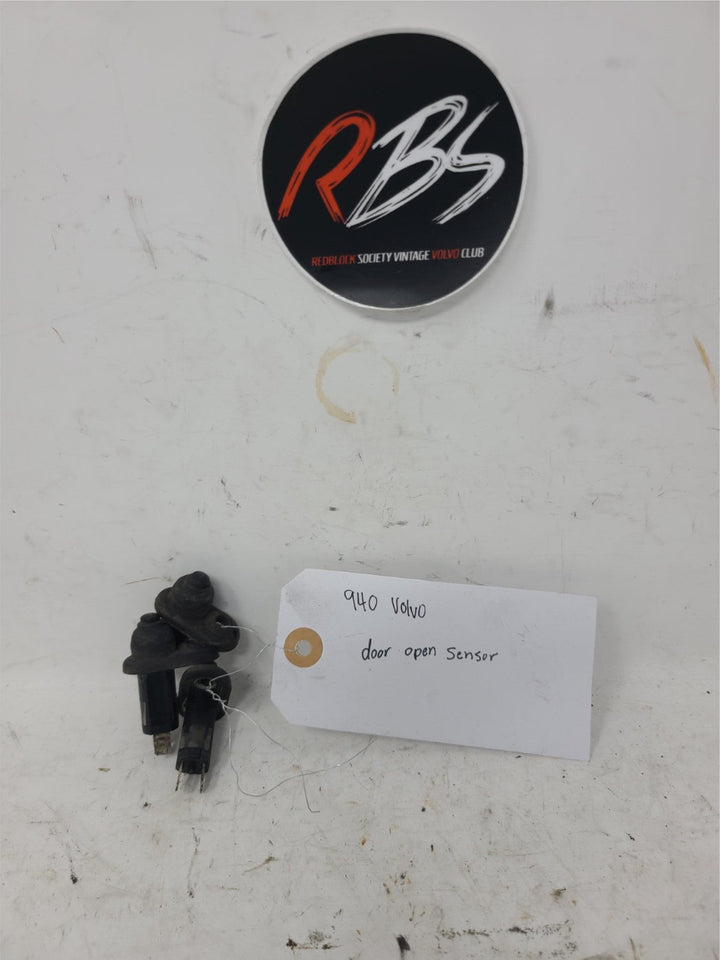 RBS
REDBLOCK SOCIETY VINTAGE VOLVO CLUB
940 Volvo
door open sensor